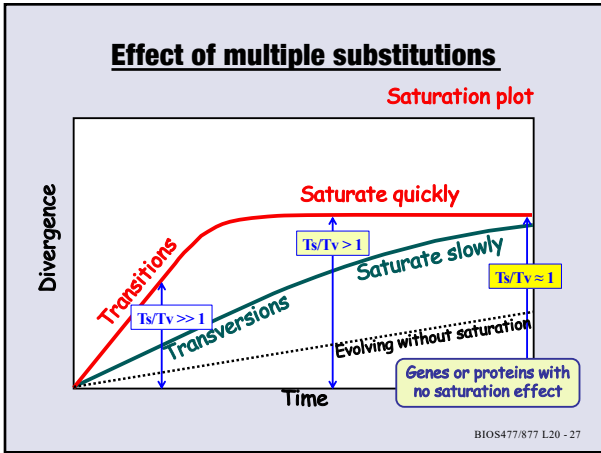 Effect of multiple substitutions
Saturation plot
Saturate quickly
Divergence
Transitions
Ts/Tv > 1
Saturate slowly
Ts/Tv ≈ 1
Ts/Tv >> 1
Transversions
Evolving without saturation
Time
Genes or proteins with
no saturation effect
BIOS477/877 L20 - 27